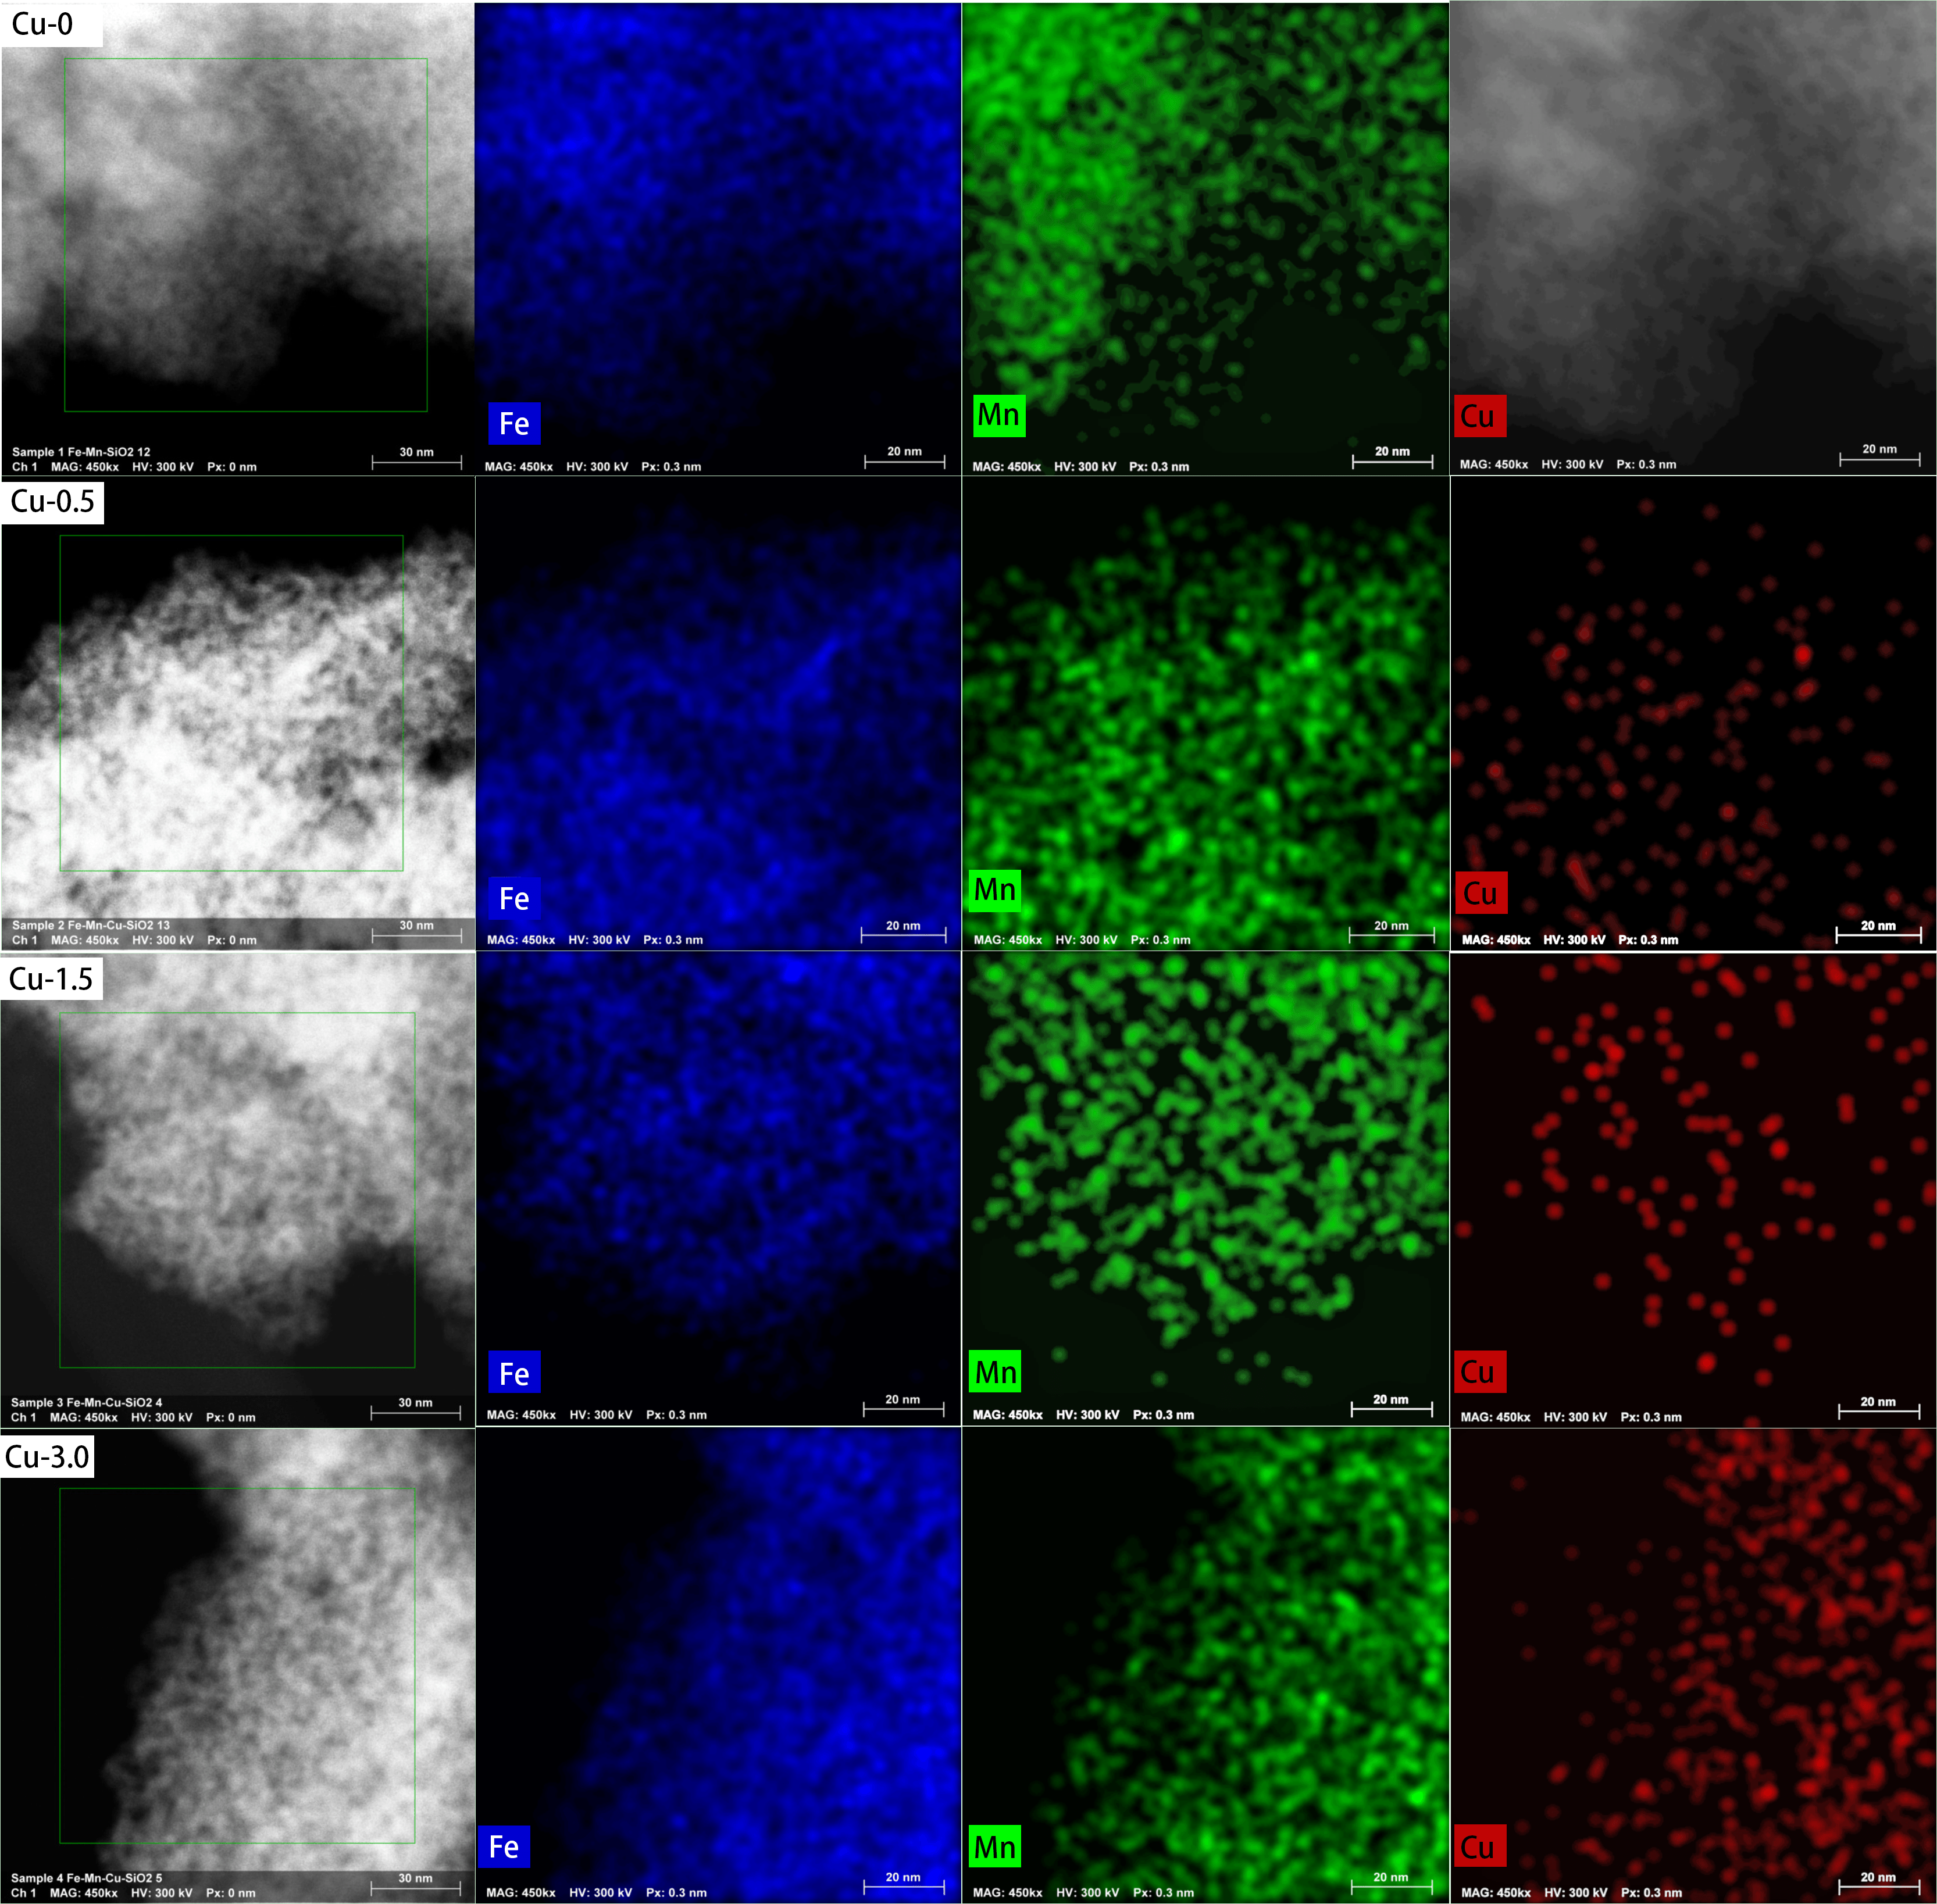 Cu-0
Sample 1 Fe-Mn-SiO2 12
Ch 1 MAG: 450kx HV: 300 kV Px: 0 nm
30 nm
Fe
MAG: 450kx HV: 300 kV Px: 0.3 nm
20 nm
Mn
MAG: 450kx HV: 300 kV Px: 0.3 nm
20 nm
Cu
MAG: 450kx HV: 300 kV Px: 0.3 nm
20 nm
Cu-0.5
Sample 2 Fe-Mn-Cu-SiO2 13
Ch 1 MAG: 450kx HV: 300 kV Px: 0 nm
30 nm
Fe
MAG: 450kx HV: 300 kV Px: 0.3 nm
20 nm
Mn
MAG: 450kx HV: 300 kV Px: 0.3 nm
20 nm
Cu
MAG: 450kx HV: 300 kV Px: 0.3 nm
20 nm
Cu-1.5
Sample 3 Fe-Mn-Cu-SiO2 4
Ch 1 MAG: 450kx HV: 300 kV Px: 0 nm
30 nm
Fe
MAG: 450kx HV: 300 kV Px: 0.3 nm
20 nm
Mn
MAG: 450kx HV: 300 kV Px: 0.3 nm
20 nm
Cu
MAG: 450kx HV: 300 kV Px: 0.3 nm
20 nm
Cu-3.0
Sample 4 Fe-Mn-Cu-SiO2 5
Ch 1 MAG: 450kx HV: 300 kV Px: 0 nm
30 nm
Fe
MAG: 450kx HV: 300 kV Px: 0.3 nm
20 nm
Mn
MAG: 450kx HV: 300 kV Px: 0.3 nm
20 nm
Cu
MAG: 450kx HV: 300 kV Px: 0.3 nm
20 nm